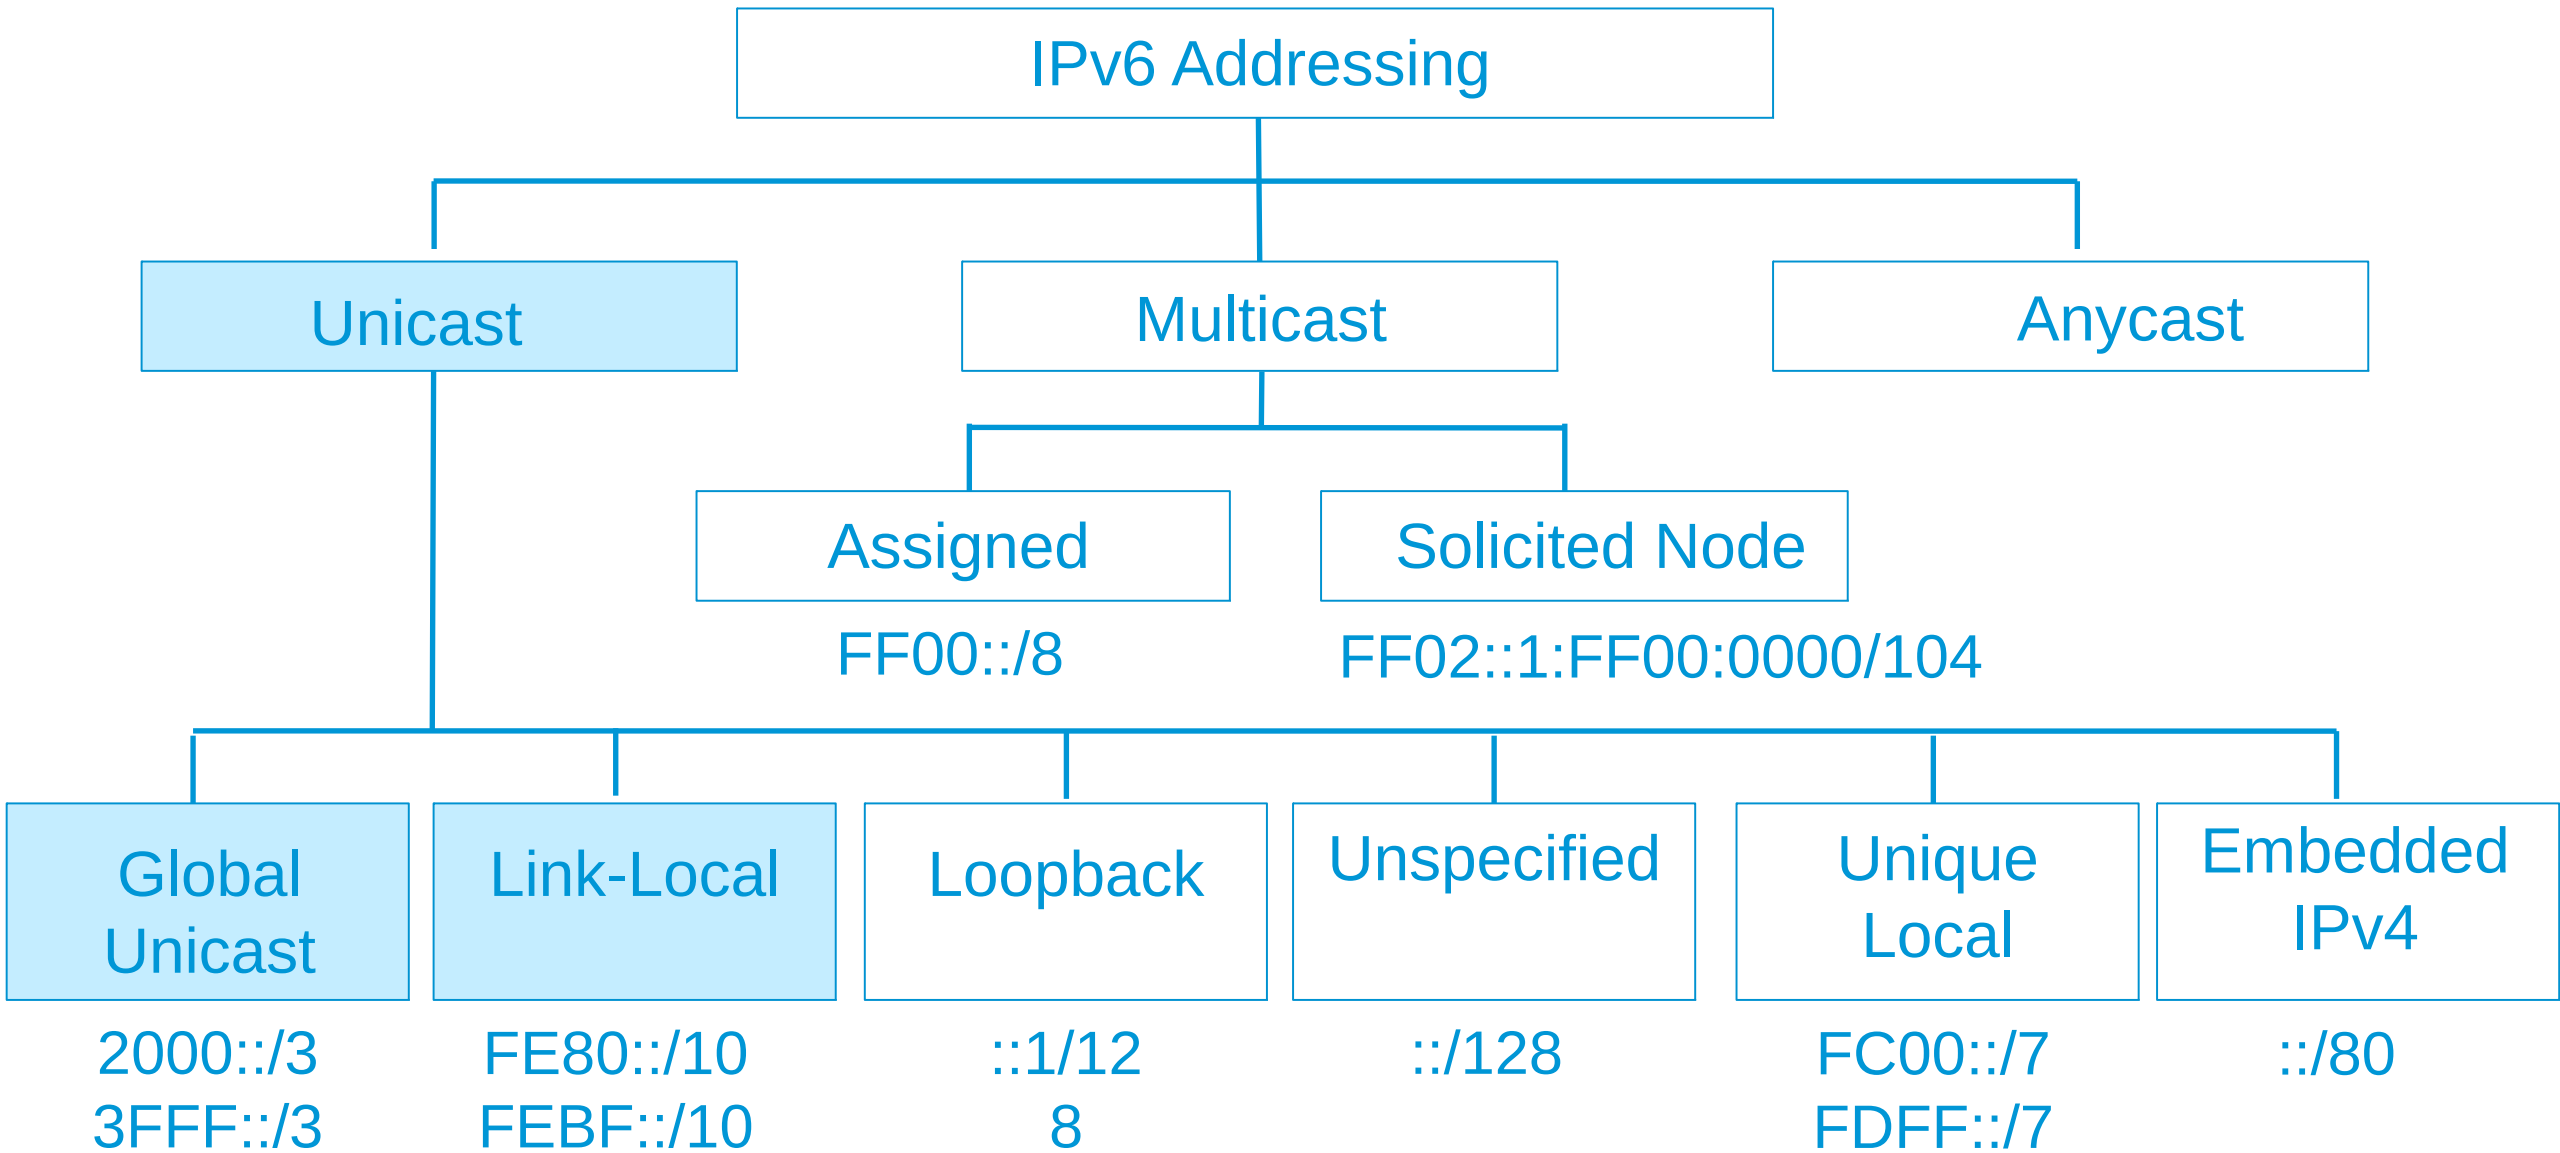 IPv6 Addressing
Unicast
Multicast
Anycast
Assigned
Solicited Node
FF00::/8
FF02::1:FF00:0000/104
Global
Unicast
Link-Local
Loopback
Unspecified
Unique
Local
Embedded
IPv4
2000::/3
3FFF::/3
FE80::/10
FEBF::/10
::1/12
8
::/128
FC00::/7
FDFF::/7
::/80